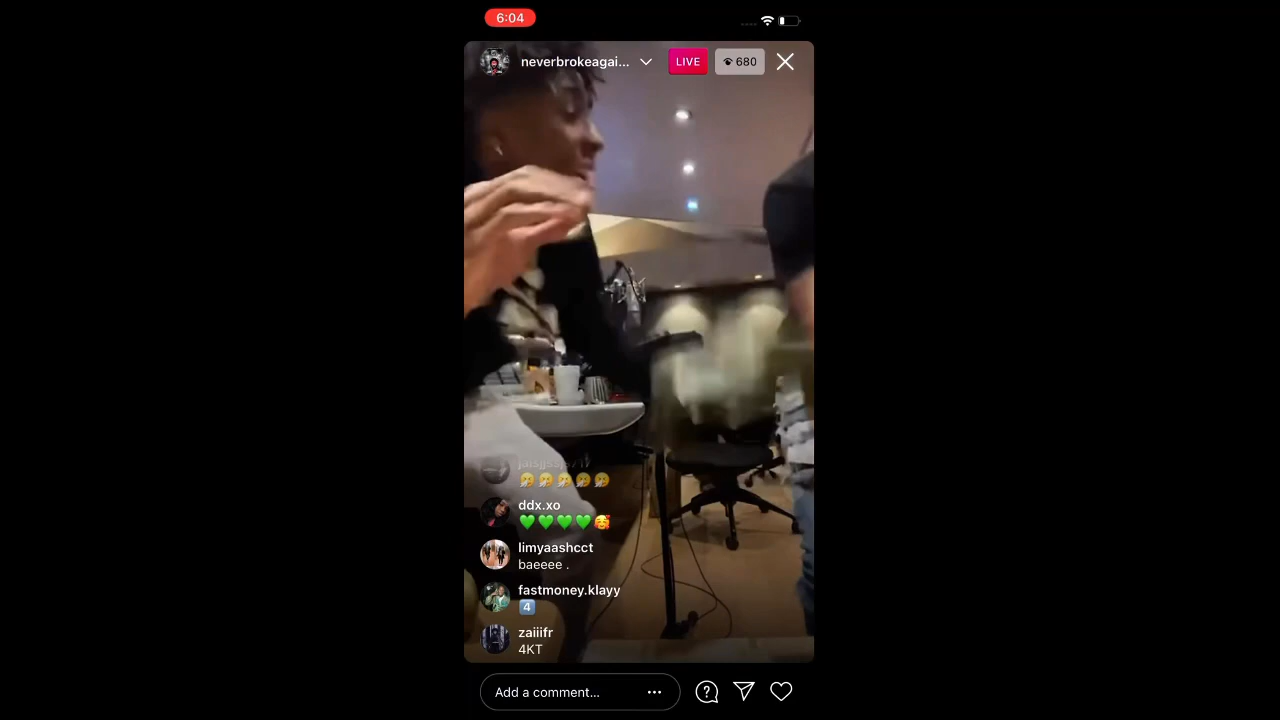 6:04
neverbrokeagai...
LIVE
680
ddx.xo
💚💚💚💚🥰
limyaashcct
baeeee .
fastmoney.klayy
4️⃣
zaiiifr
4KT
Add a comment...